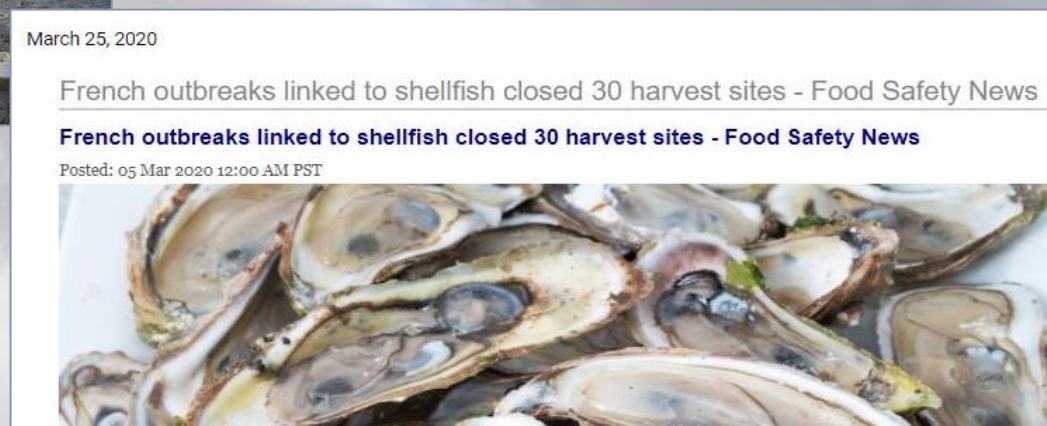 March 25, 2020
French outbreaks linked to shellfish closed 30 harvest sites - Food Safety News
French outbreaks linked to shellfish closed 30 harvest sites - Food Safety News
Posted: 05 Mar 2020 12:00 AM PST